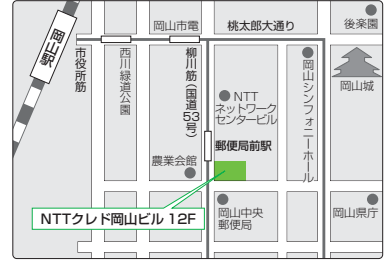 岡山駅
市役所筋
西川緑道公園
岡山市電
柳川筋(国道53号)
桃太郎大通り
後楽園
岡山城
岡山シンフォニーホール
NTT
ネットワーク
センタービル
郵便局前駅
農業会館
NTTクレド岡山ビル 12F
岡山中央
郵便局
岡山県庁